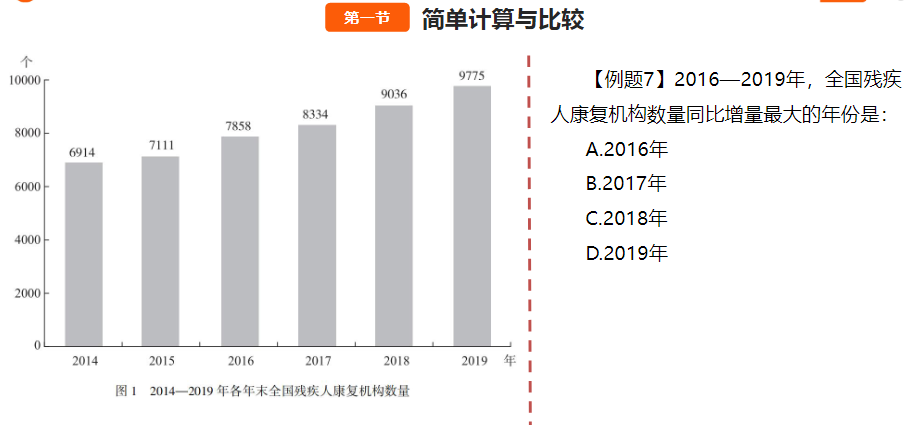 第一节
简单计算与比较
个
10000
8000
6000
4000
2000
0
6914
7111
7858
8334
9036
9775
2014 2015 2016 2017 2018 2019 年
图 1 2014—2019 年各年末全国残疾人康复机构数量
【例题7】2016—2019年，全国残疾
人康复机构数量同比增量最大的年份是：
A.2016年
B.2017年
C.2018年
D.2019年